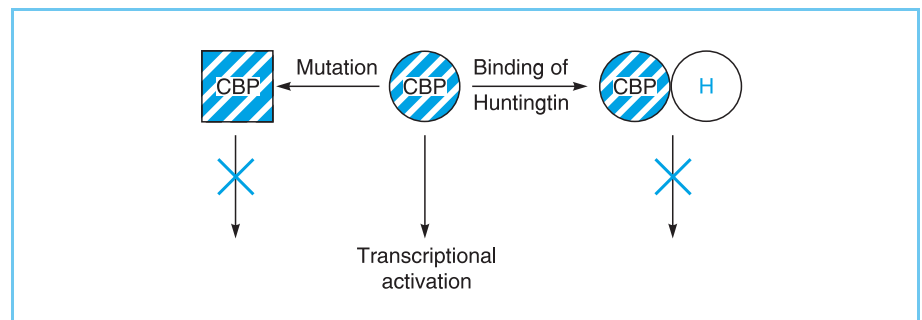 CBP
Mutation
CBP
Binding of
Huntingtin
CBP
H
Transcriptional
activation